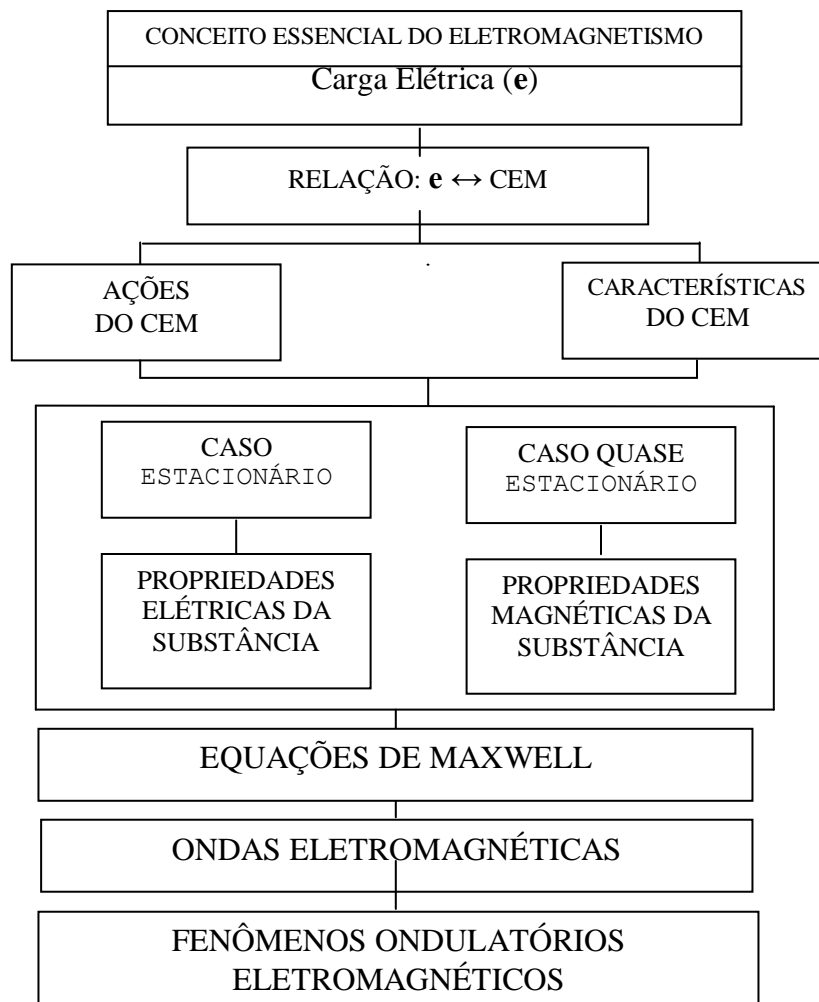 CONCEITO ESSENCIAL DO ELETROMAGNETISMO
Carga Elétrica (e)
RELAÇÃO: e ↔ CEM
AÇÕES
DO CEM
CARACTERÍSTICAS
DO CEM
CASO
ESTACIONÁRIO
CASO QUASE
ESTACIONÁRIO
PROPRIEDADES
ELÉTRICAS DA
SUBSTÂNCIA
PROPRIEDADES
MAGNÉTICAS DA
SUBSTÂNCIA
EQUAÇÕES DE MAXWELL
ONDAS ELETROMAGNÉTICAS
FENÔMENOS ONDULATÓRIOS
ELETROMAGNÉTICOS